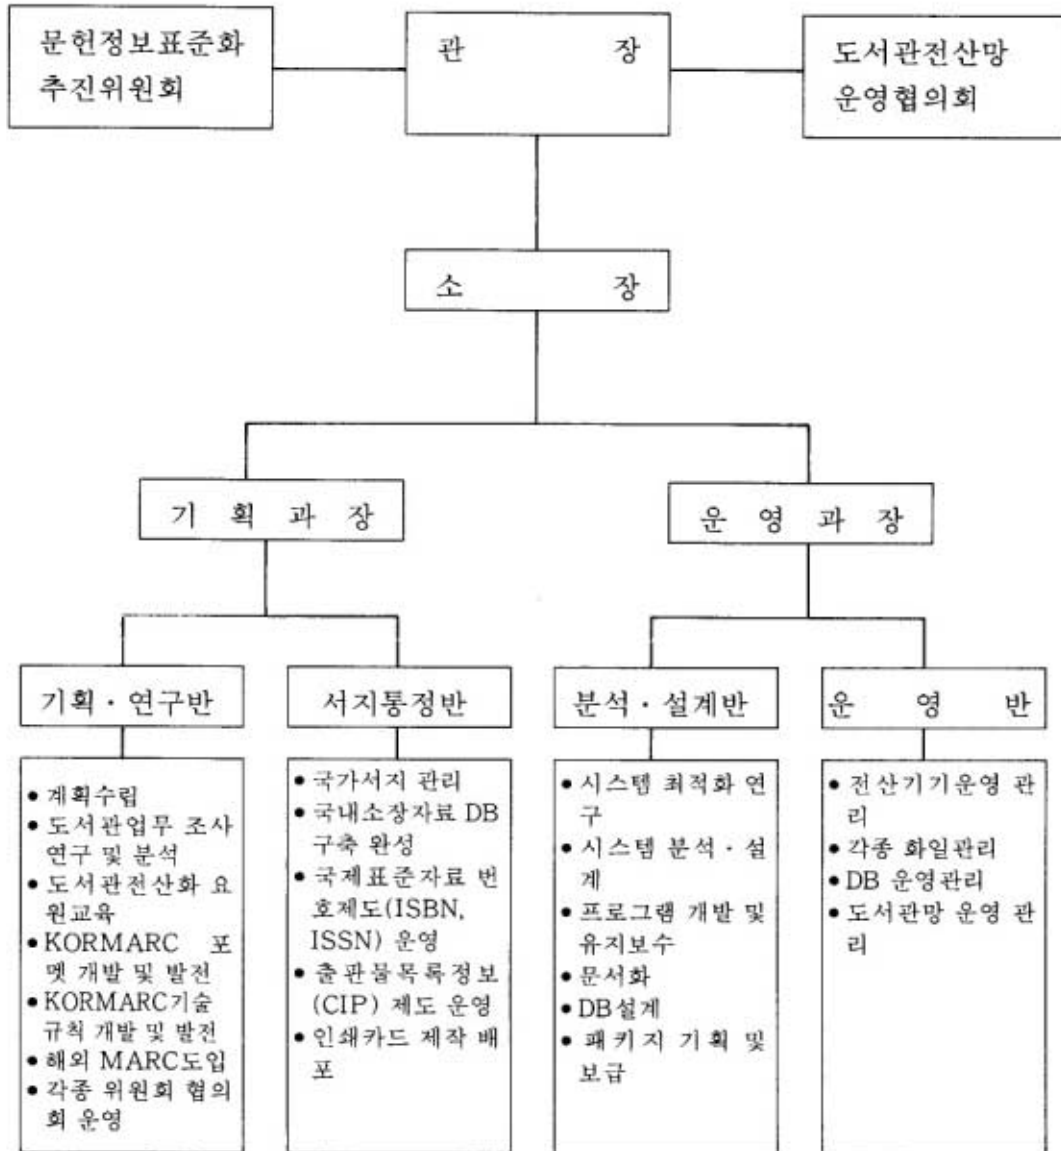 문헌정보표준화
추진위원회
관 장
도서관전산망
운영협의회
소 장
기 획 과 장
운 영 과 장
기획·연구반
서지통정반
분석·설계반
운 영 반
● 계획수립
● 도서관업무 조사
연구 및 분석
● 도서관전산화 요
원교육
● KORMARC 포
멧 개발 및 발전
● KORMARC기술
규칙 개발 및 발전
● 해외 MARC도입
● 각종 위원회 협의
회 운영
● 국가서지 관리
● 국내소장자료 DB
구축 완성
● 국제표준자료 번
호제도(ISBN,
ISSN) 운영
● 출판물목록정보
(CIP) 제도 운영
● 인쇄카드 제작 배
포
● 시스템 최적화 연
구
● 시스템 분석·설
계
● 프로그램 개발 및
유지보수
● 문서화
● DB설계
● 패키지 기획 및
보급
● 전산기기운영 관
리
● 각종 화일관리
● DB 운영관리
● 도서관망 운영 관
리